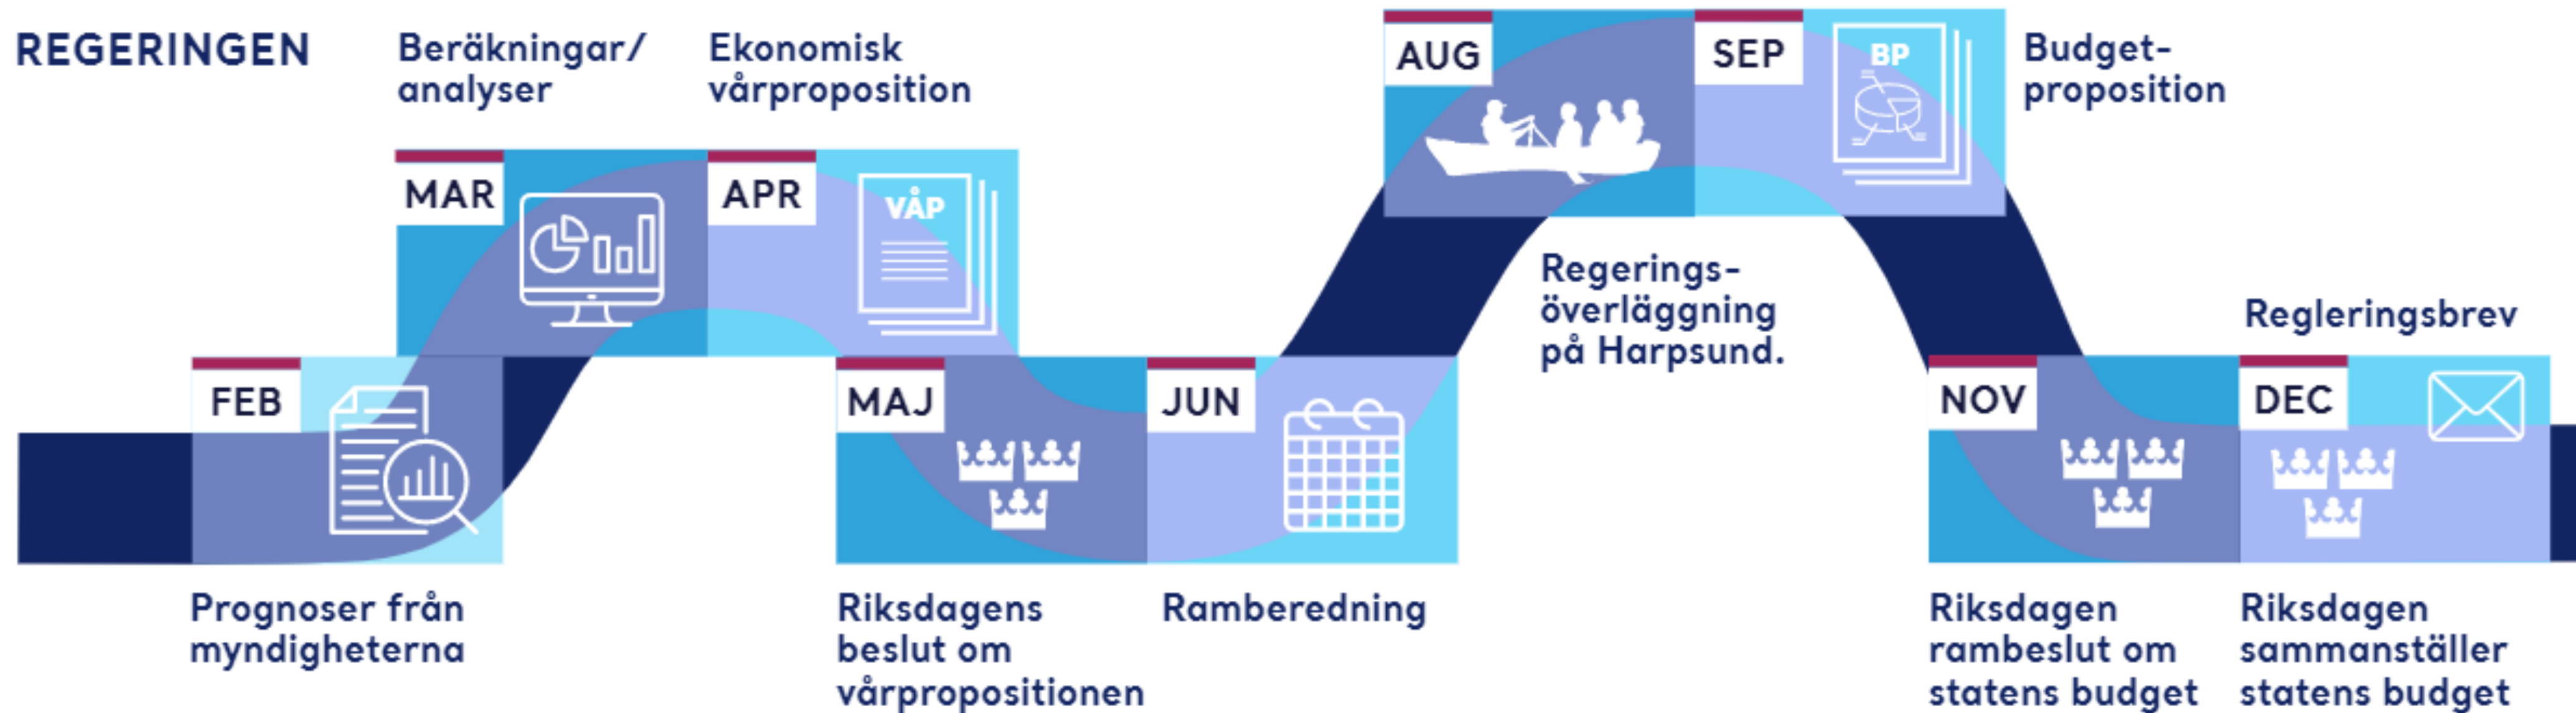 REGERINGEN
Beräkningar/
analyser
Ekonomisk
vårproposition
AUG
SEP
BP
Budget-
proposition
MAR
APR
VÅP
Regerings-
överläggning
på Harpsund.
Regleringsbrev
FEB
MAJ
JUN
NOV
DEC
Prognoser från
myndigheterna
Riksdagens
beslut om
vårpropositionen
Ramberedning
Riksdagen
rambeslut om
statens budget
Riksdagen
sammanställer
statens budget